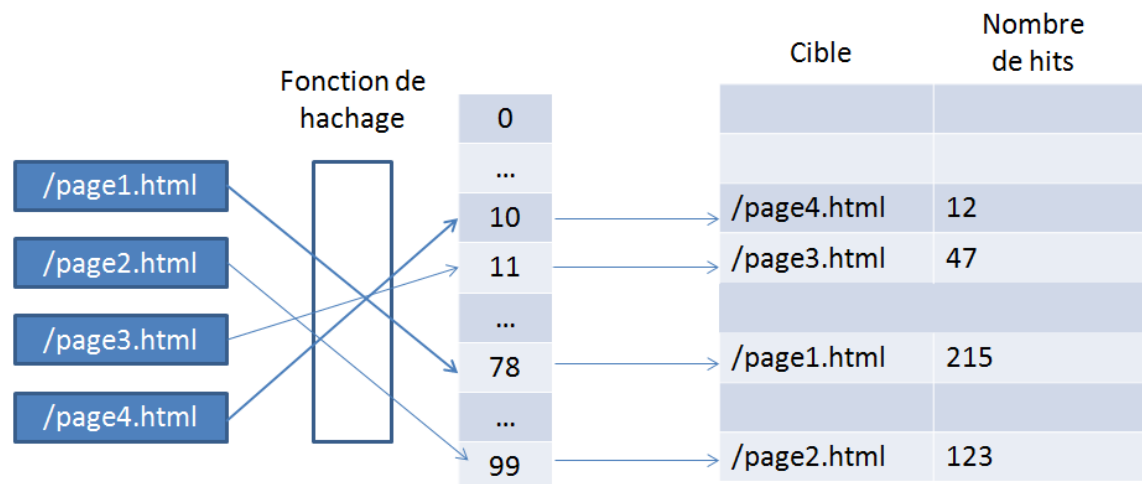 Fonction de
hachage
Cible
Nombre
de hits
/page1.html
/page2.html
/page3.html
/page4.html
0
...
10
11
...
78
...
99
/page4.html 12
/page3.html 47
/page1.html 215
/page2.html 123